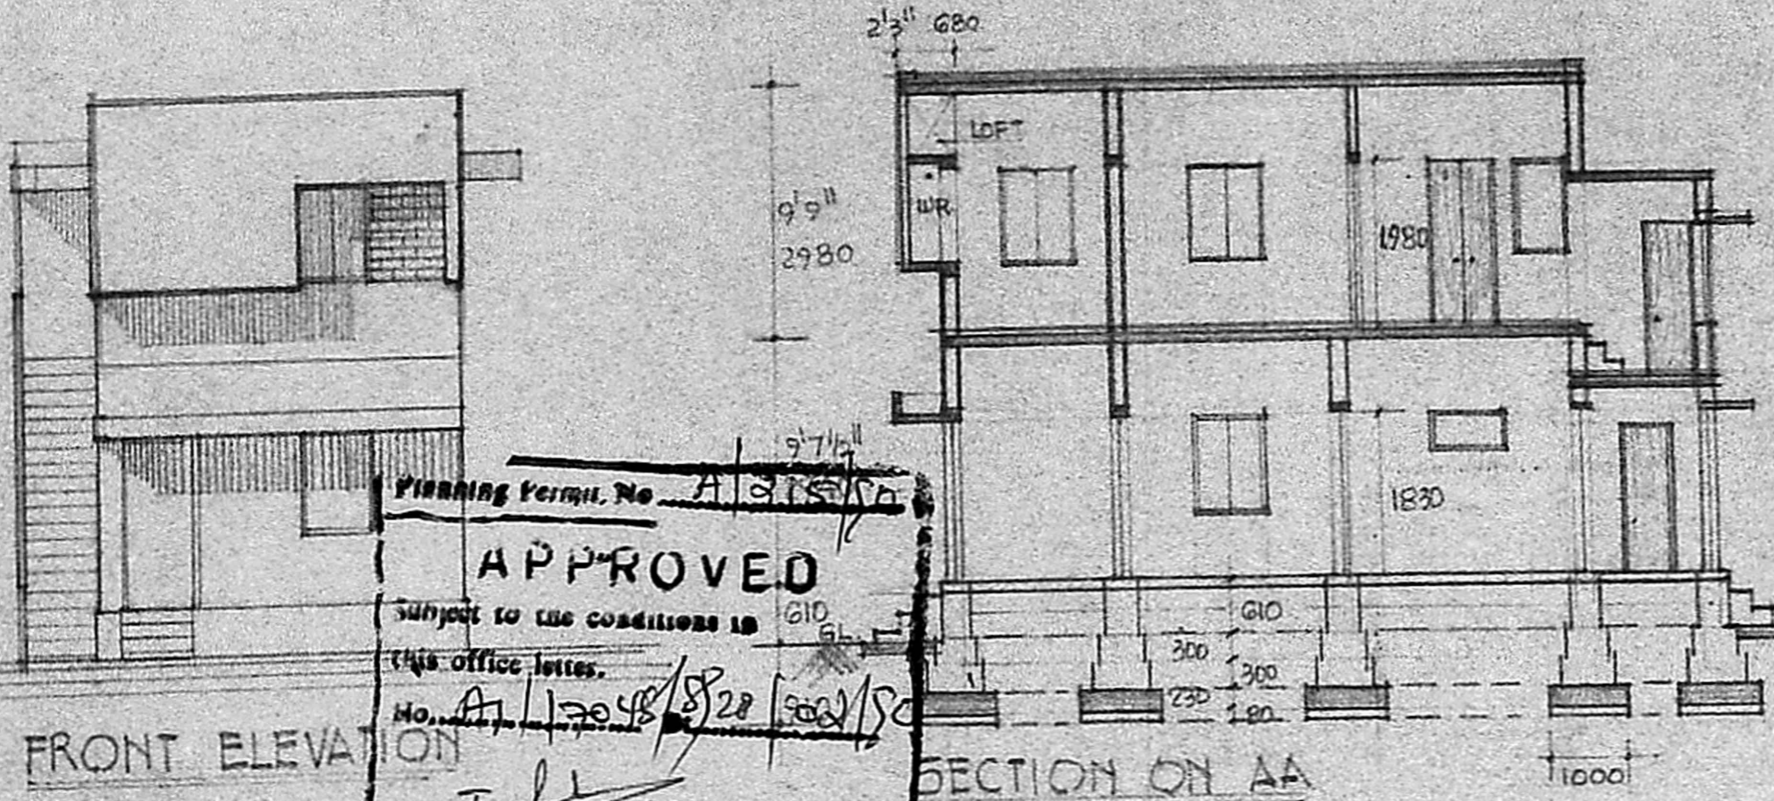 2'3" 680
LOFT
WR
9'9"
2980
1980
9'7½"
1830
Planning Permit. No
APPROVED
Subject to the conditions in
this office letter.
No.
610
GL
610
300
300
230
180
1000
FRONT ELEVATION
SECTION ON AA